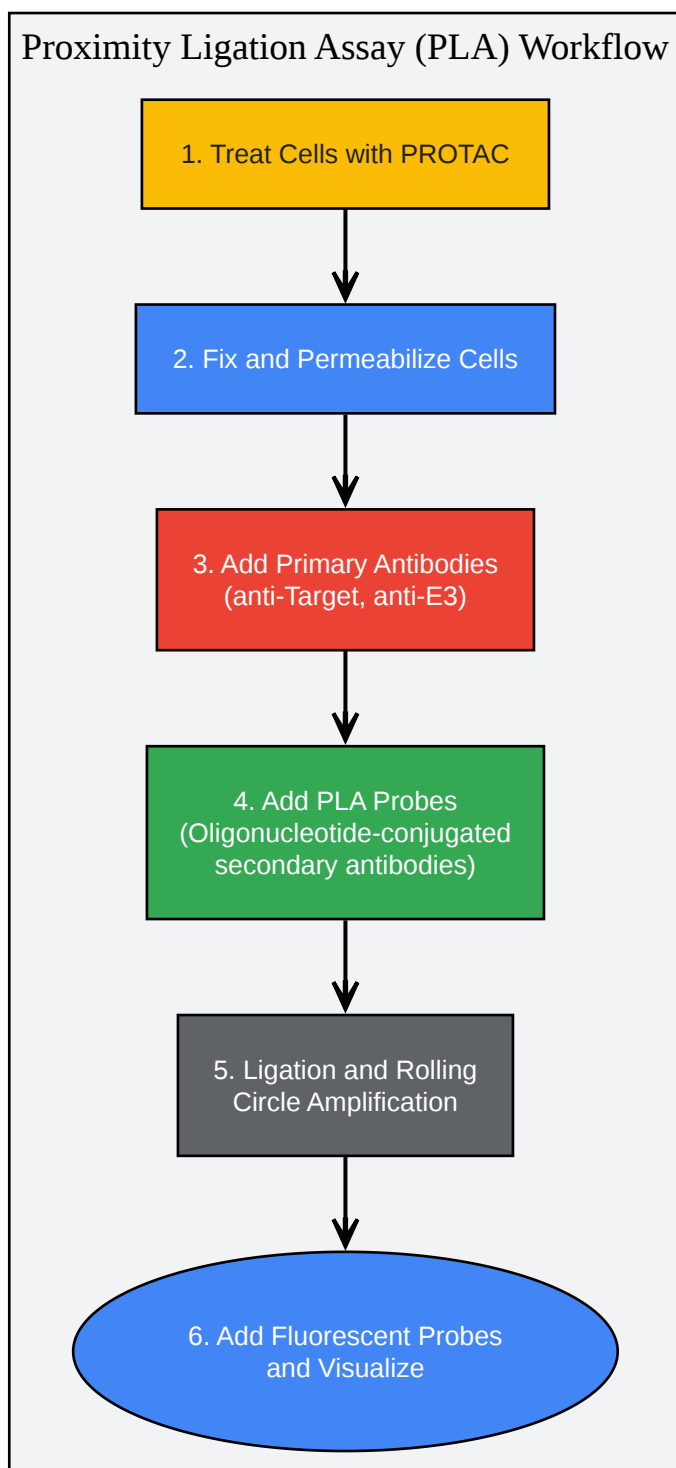 Proximity Ligation Assay (PLA) Workflow
1. Treat Cells with PROTAC
2. Fix and Permeabilize Cells
3. Add Primary Antibodies
(anti-Target, anti-E3)
4. Add PLA Probes
(Oligonucleotide-conjugated
secondary antibodies)
5. Ligation and Rolling
Circle Amplification
6. Add Fluorescent Probes
and Visualize